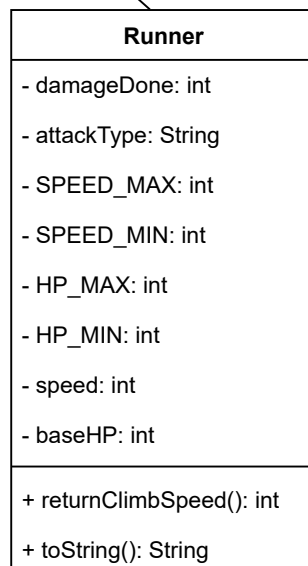 Runner
- damageDone: int
- attackType: String
- SPEED_MAX: int
- SPEED_MIN: int
- HP_MAX: int
- HP_MIN: int
- speed: int
- baseHP: int
+ returnClimbSpeed(): int
+ toString(): String